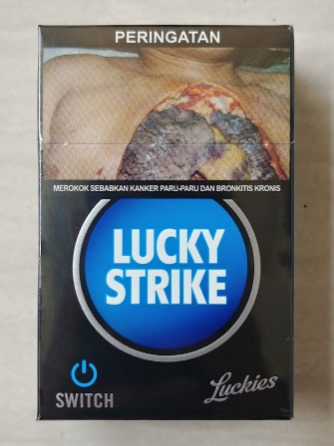 PERINGATAN
MEROKOK SEBABKAN KANKER PARU-PARU DAN BRONKITIS KRONIS
LUCKY
STRIKE
SWITCH
Luckies